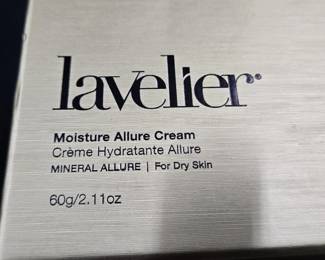 lavelier®
Moisture Allure Cream
Crème Hydratante Allure
MINERAL ALLURE | For Dry Skin
60g/2.11oz